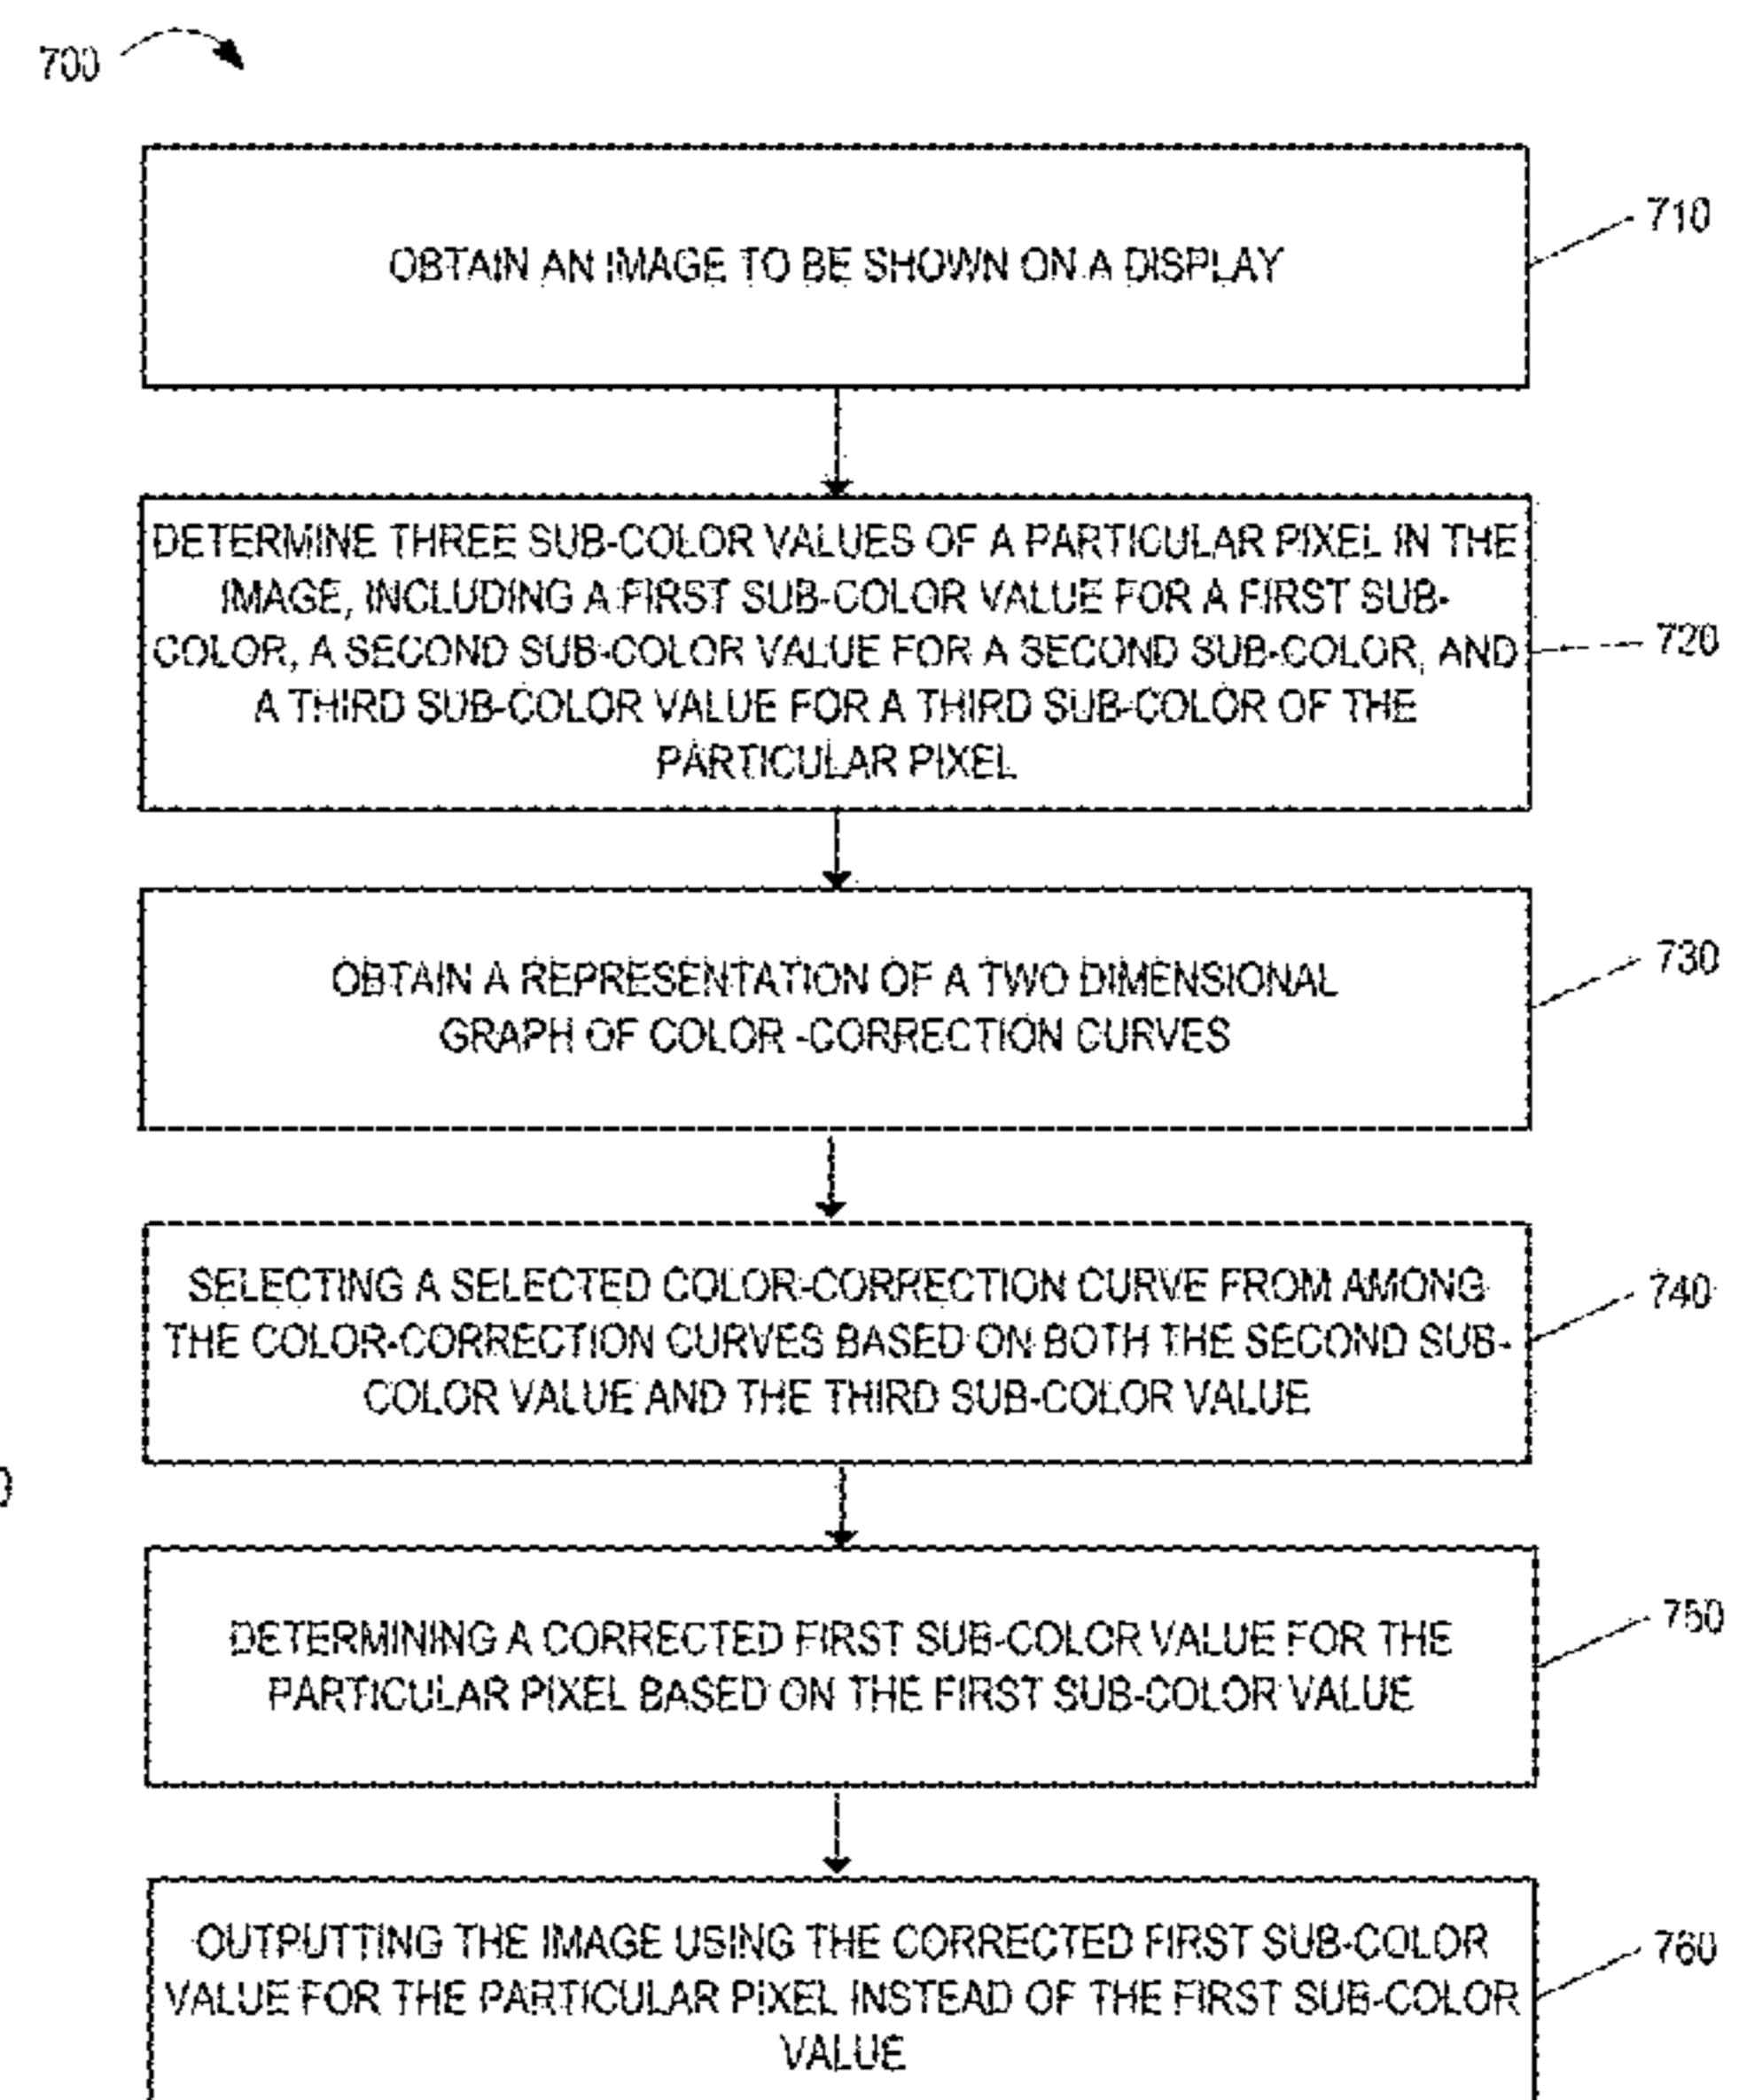 700
OBTAIN AN IMAGE TO BE SHOWN ON A DISPLAY
710
DETERMINE THREE SUB-COLOR VALUES OF A PARTICULAR PIXEL IN THE
IMAGE, INCLUDING A FIRST SUB-COLOR VALUE FOR A FIRST SUB-
COLOR, A SECOND SUB-COLOR VALUE FOR A SECOND SUB-COLOR, AND
A THIRD SUB-COLOR VALUE FOR A THIRD SUB-COLOR OF THE
PARTICULAR PIXEL
720
OBTAIN A REPRESENTATION OF A TWO DIMENSIONAL
GRAPH OF COLOR -CORRECTION CURVES
730
SELECTING A SELECTED COLOR-CORRECTION CURVE FROM AMONG
THE COLOR-CORRECTION CURVES BASED ON BOTH THE SECOND SUB-
COLOR VALUE AND THE THIRD SUB-COLOR VALUE
740
DETERMINING A CORRECTED FIRST SUB-COLOR VALUE FOR THE
PARTICULAR PIXEL BASED ON THE FIRST SUB-COLOR VALUE
750
OUTPUTTING THE IMAGE USING THE CORRECTED FIRST SUB-COLOR
VALUE FOR THE PARTICULAR PIXEL INSTEAD OF THE FIRST SUB-COLOR
VALUE
760